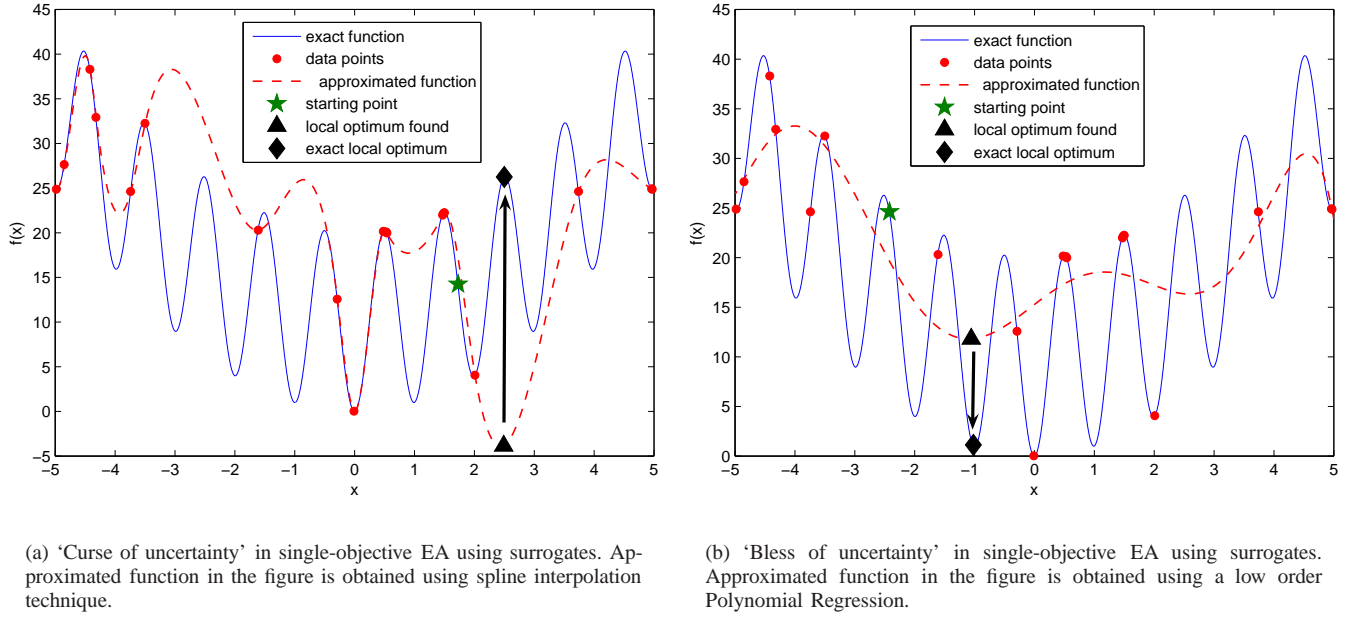 45
40
35
30
25
20
15
10
5
0
−5
f(x)
exact function
data points
approximated function
starting point
local optimum found
exact local optimum
−5 −4 −3 −2 −1 0 1 2 3 4 5
x
(a) ‘Curse of uncertainty’ in single-objective EA using surrogates. Ap-
proximated function in the figure is obtained using spline interpolation
technique.
45
40
35
30
25
20
15
10
5
0
f(x)
exact function
data points
approximated function
starting point
local optimum found
exact local optimum
−5 −4 −3 −2 −1 0 1 2 3 4 5
x
(b) ‘Bless of uncertainty’ in single-objective EA using surrogates.
Approximated function in the figure is obtained using a low order
Polynomial Regression.